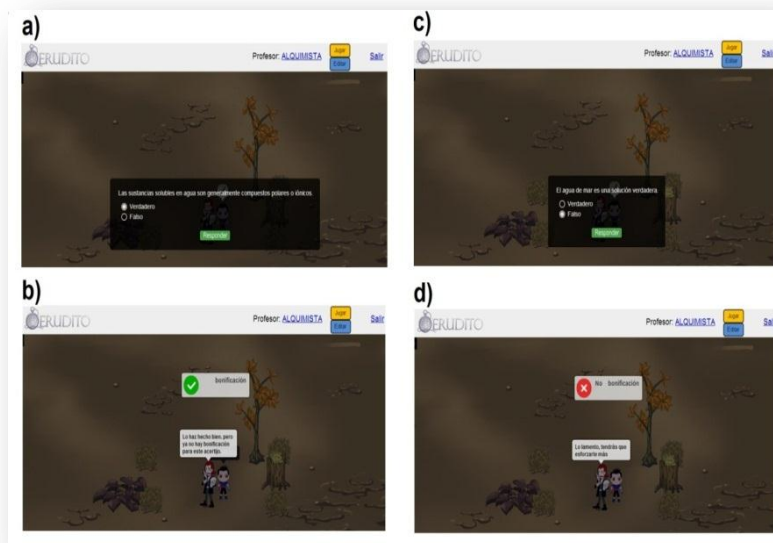 a)
ERUDITO
Profesor: ALQUIMISTA
Jugar
Editar
Salir
Las sustancias solubles en agua son generalmente compuestos polares o iónicos.
Verdadero
Falso
Responder
c)
ERUDITO
Profesor: ALQUIMISTA
Jugar
Editar
Sali
El agua de mar es una solución verdadera.
Verdadero
Falso
Responder
b)
ERUDITO
Profesor: ALQUIMISTA
Jugar
Editar
Salir
bonificación
Lo haz hecho bien, pero
ya no hay bonificación
para este acertijo.
d)
ERUDITO
Profesor: ALQUIMISTA
Jugar
Editar
Sal
No bonificación
Lo lamento, tendrás que
esforzarte más